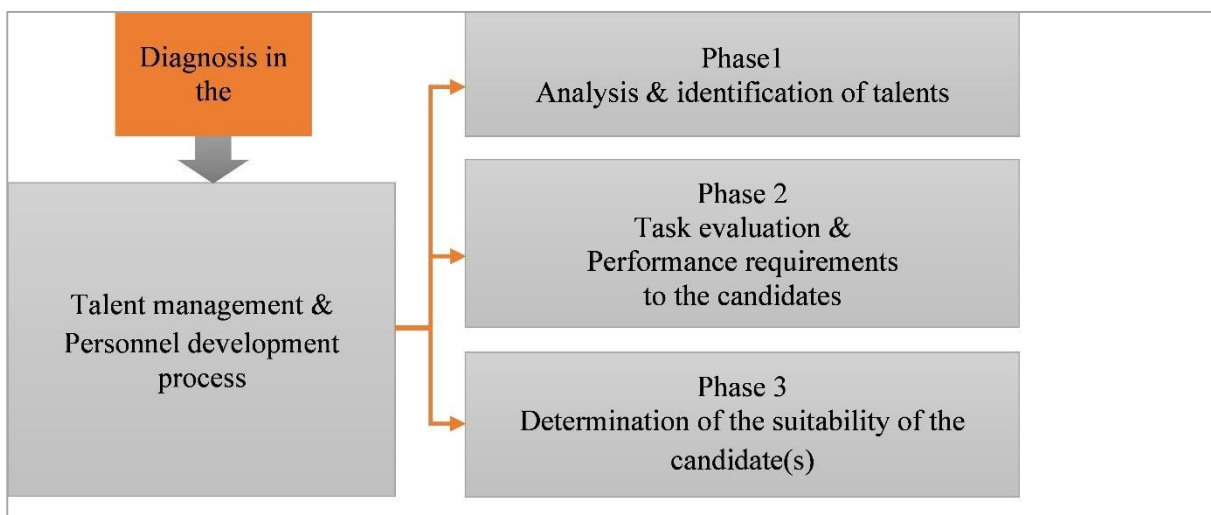 Diagnosis in
the
Talent management &
Personnel development
process
Phase1
Analysis & identification of talents
Phase 2
Task evaluation &
Performance requirements
to the candidates
Phase 3
Determination of the suitability of the
candidate(s)